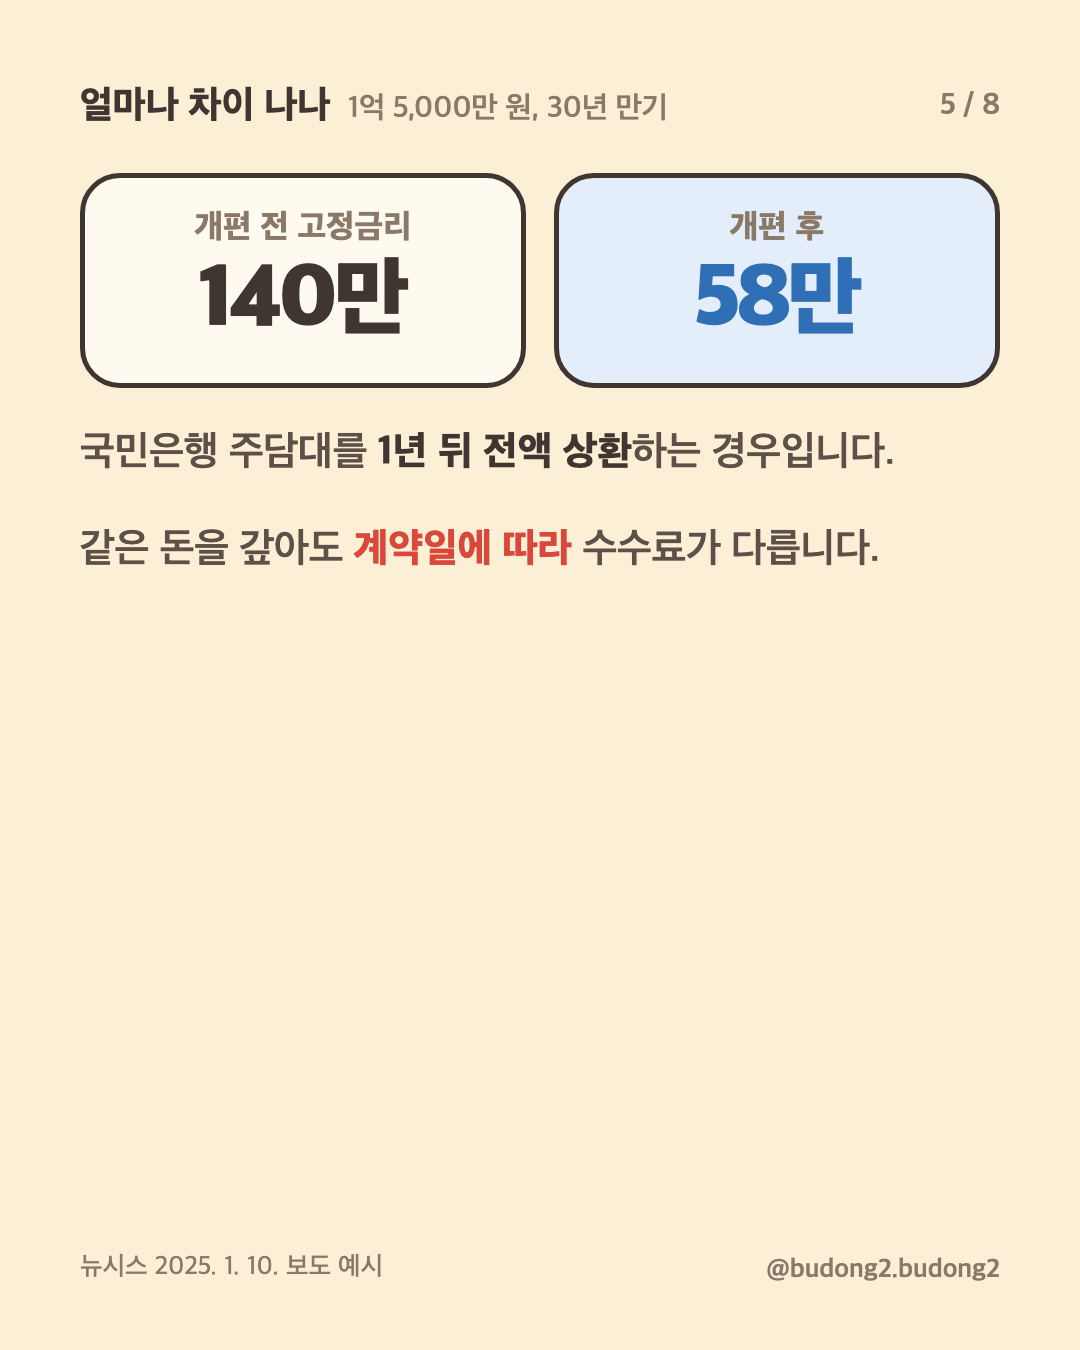 얼마나 차이 나나 1억 5,000만 원, 30년 만기 5 / 8
개편 전 고정금리
140만
개편 후
58만
국민은행 주담대를 1년 뒤 전액 상환하는 경우입니다.
같은 돈을 갚아도 계약일에 따라 수수료가 다릅니다.
뉴시스 2025. 1. 10. 보도 예시
@budong2.budong2